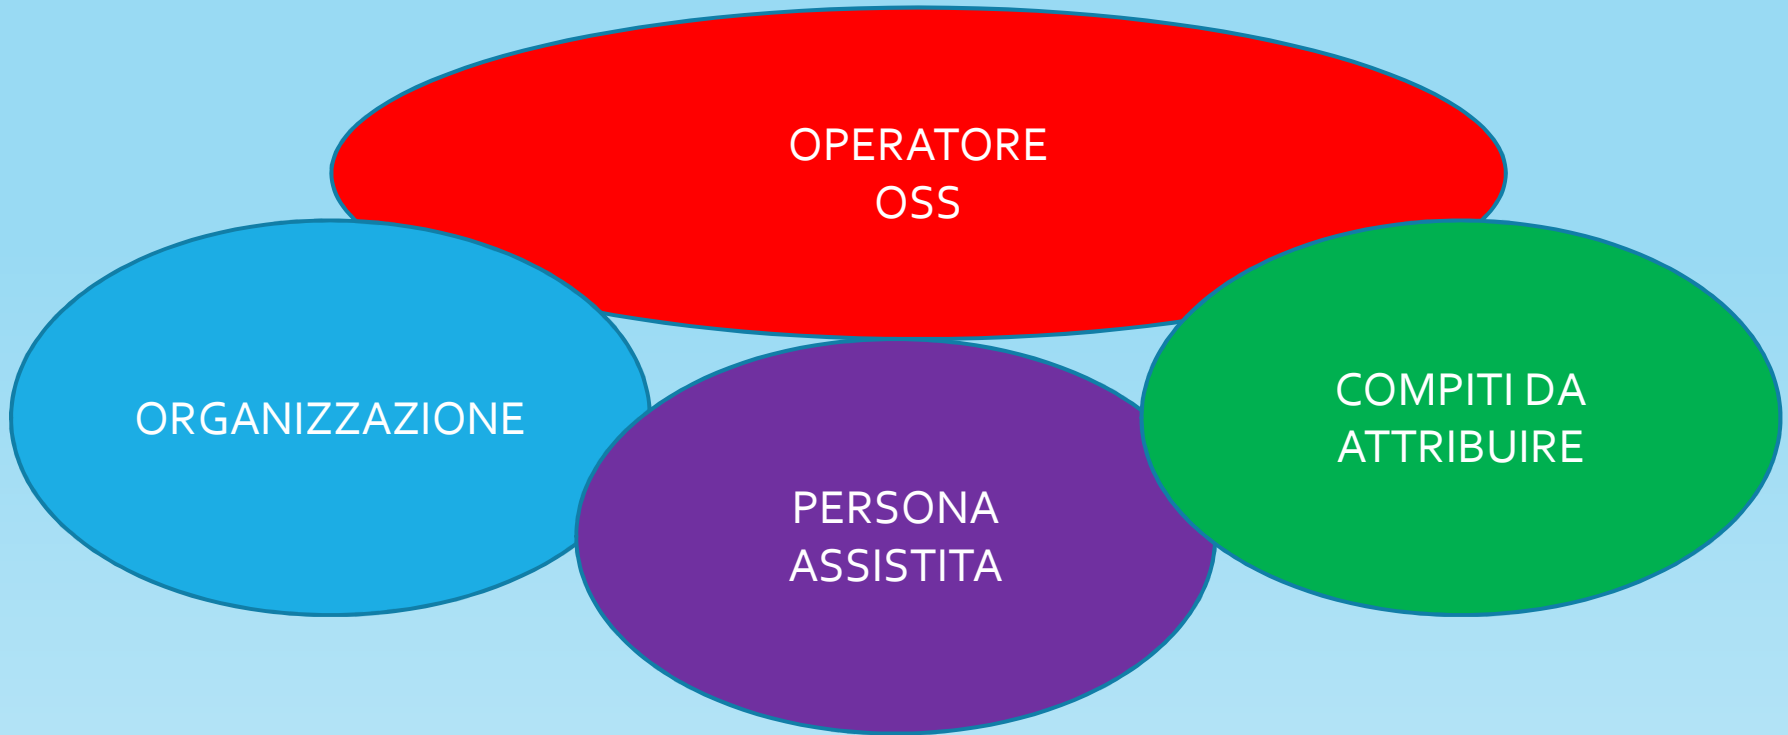 OPERATORE
OSS
ORGANIZZAZIONE
COMPITI DA
ATTRIBUIRE
PERSONA
ASSISTITA